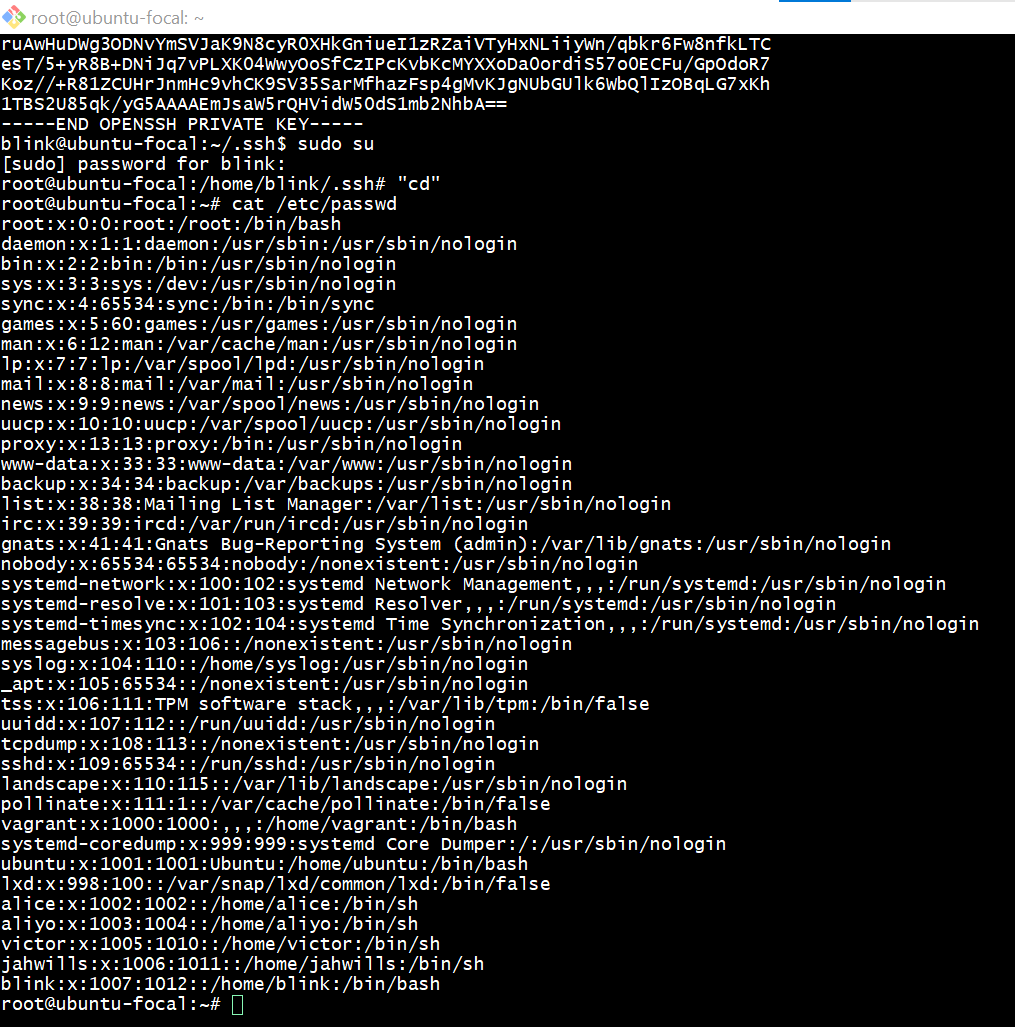 root@ubuntu-focal: ~
ruAwHuDWg3ODNvYmSVJaK9N8cyR0XHkGniueI1zRZaiVTyHxNLiiyWn/qbkr6Fw8nfkLTC
esT/5+yR8B+DNiJq7vPLXKO4WwyOoSfCzIPcKvbKcMYXXoDaOordiS57oOECFu/GpOdoR7
Koz//+R81ZCUHrJnmHc9vhCK9SV35SarMfhazFsp4gMvKJgNUbGUlk6WbQlIzOBqLG7xKh
1TBS2U85qk/yG5AAAAEmJsaW5rQHVidW50dS1mb2NhbA==
-----END OPENSSH PRIVATE KEY-----
blink@ubuntu-focal:~/.ssh$ sudo su
[sudo] password for blink:
root@ubuntu-focal:/home/blink/.ssh# "cd"
root@ubuntu-focal:~# cat /etc/passwd
root:x:0:0:root:/root:/bin/bash
daemon:x:1:1:daemon:/usr/sbin:/usr/sbin/nologin
bin:x:2:2:bin:/bin:/usr/sbin/nologin
sys:x:3:3:sys:/dev:/usr/sbin/nologin
sync:x:4:65534:sync:/bin:/bin/sync
games:x:5:60:games:/usr/games:/usr/sbin/nologin
man:x:6:12:man:/var/cache/man:/usr/sbin/nologin
lp:x:7:7:lp:/var/spool/lpd:/usr/sbin/nologin
mail:x:8:8:mail:/var/mail:/usr/sbin/nologin
news:x:9:9:news:/var/spool/news:/usr/sbin/nologin
uucp:x:10:10:uucp:/var/spool/uucp:/usr/sbin/nologin
proxy:x:13:13:proxy:/bin:/usr/sbin/nologin
www-data:x:33:33:www-data:/var/www:/usr/sbin/nologin
backup:x:34:34:backup:/var/backups:/usr/sbin/nologin
list:x:38:38:Mailing List Manager:/var/list:/usr/sbin/nologin
irc:x:39:39:ircd:/var/run/ircd:/usr/sbin/nologin
gnats:x:41:41:Gnats Bug-Reporting System (admin):/var/lib/gnats:/usr/sbin/nologin
nobody:x:65534:65534:nobody:/nonexistent:/usr/sbin/nologin
systemd-network:x:100:102:systemd Network Management,,,:/run/systemd:/usr/sbin/nologin
systemd-resolve:x:101:103:systemd Resolver,,,:/run/systemd:/usr/sbin/nologin
systemd-timesync:x:102:104:systemd Time Synchronization,,,:/run/systemd:/usr/sbin/nologin
messagebus:x:103:106::/nonexistent:/usr/sbin/nologin
syslog:x:104:110::/home/syslog:/usr/sbin/nologin
_apt:x:105:65534::/nonexistent:/usr/sbin/nologin
tss:x:106:111:TPM software stack,,,:/var/lib/tpm:/bin/false
uuidd:x:107:112::/run/uuidd:/usr/sbin/nologin
tcpdump:x:108:113::/nonexistent:/usr/sbin/nologin
sshd:x:109:65534::/run/sshd:/usr/sbin/nologin
landscape:x:110:115::/var/lib/landscape:/usr/sbin/nologin
pollinate:x:111:1::/var/cache/pollinate:/bin/false
vagrant:x:1000:1000:,,,:/home/vagrant:/bin/bash
systemd-coredump:x:999:999:systemd Core Dumper:/:/usr/sbin/nologin
ubuntu:x:1001:1001:Ubuntu:/home/ubuntu:/bin/bash
lxd:x:998:100::/var/snap/lxd/common/lxd:/bin/false
alice:x:1002:1002::/home/alice:/bin/sh
aliyo:x:1003:1004::/home/aliyo:/bin/sh
victor:x:1005:1010::/home/victor:/bin/sh
jahwills:x:1006:1011::/home/jahwills:/bin/sh
blink:x:1007:1012::/home/blink:/bin/bash
root@ubuntu-focal:~#